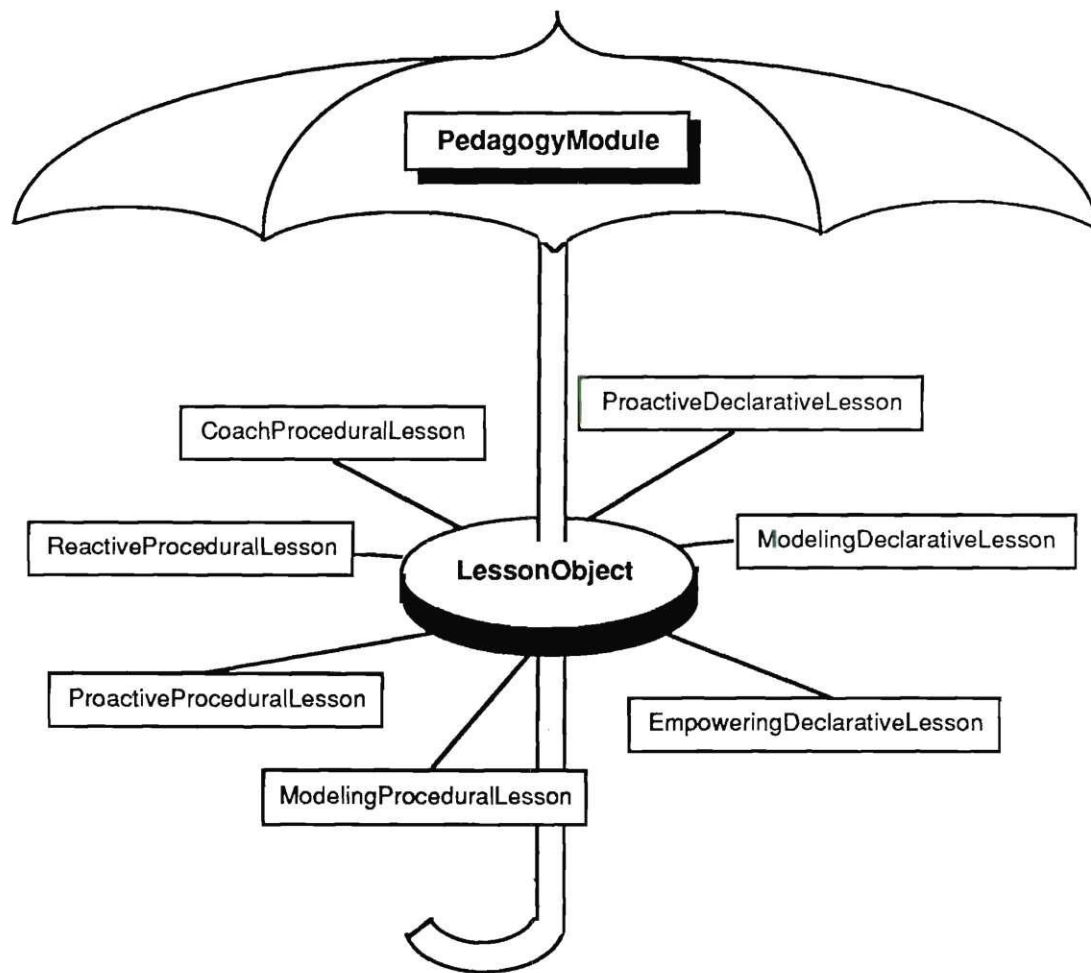 PedagogyModule
ProactiveDeclarativeLesson
CoachProceduralLesson
ReactiveProceduralLesson
ModelingDeclarativeLesson
LessonObject
ProactiveProceduralLesson
EmpoweringDeclarativeLesson
ModelingProceduralLesson